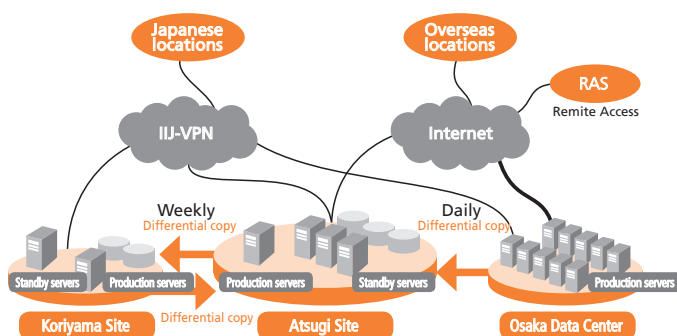 Japanese
locations
Overseas
locations
RAS
Remite Access
IIJ-VPN
Internet
Weekly
Differential copy
Daily
Differential copy
Standby servers
Production servers
Production servers
Standby servers
Production servers
Differential copy
Koriyama Site
Atsugi Site
Osaka Data Center